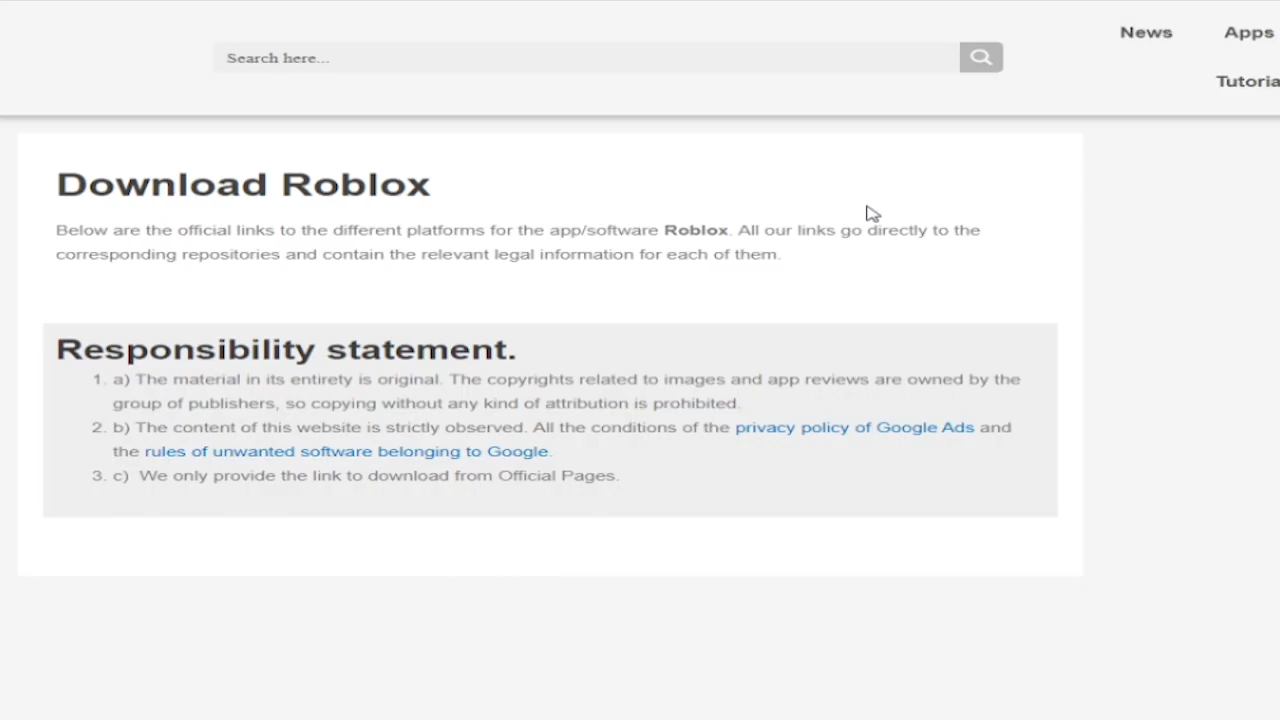 News
Apps
Search here...
Tutoria
Download Roblox
Below are the official links to the different platforms for the app/software Roblox. All our links go directly to the
corresponding repositories and contain the relevant legal information for each of them.
Responsibility statement.
1. a) The material in its entirety is original. The copyrights related to images and app reviews are owned by the
group of publishers, so copying without any kind of attribution is prohibited.
2. b) The content of this website is strictly observed. All the conditions of the privacy policy of Google Ads and
the rules of unwanted software belonging to Google.
3. c) We only provide the link to download from Official Pages.